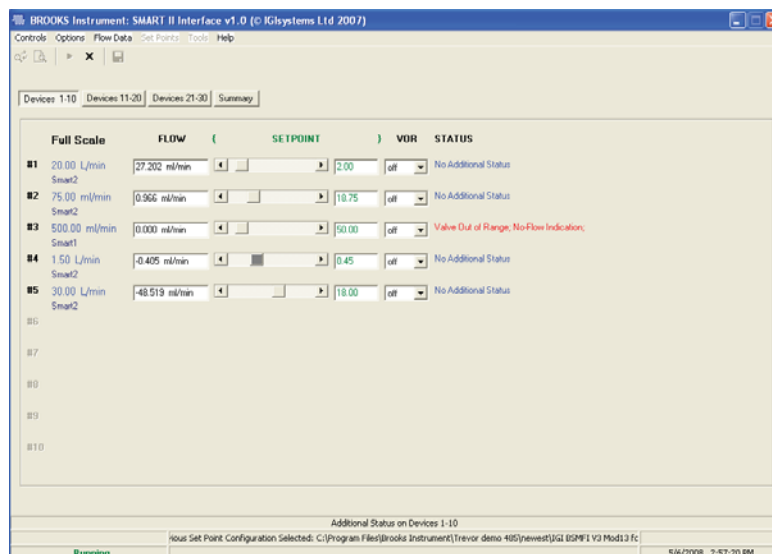 BROOKS Instrument: SMART II Interface v1.0 (© IGIsystems Ltd 2007)
Controls Options Flow Data Set Points Tools Help
Devices 1-10 Devices 11-20 Devices 21-30 Summary
Full Scale FLOW ( SETPOINT ) VOR STATUS
#1 20.00 L/min 27.202 ml/min 2.00 off No Additional Status
Smart2
#2 75.00 ml/min 0.966 ml/min 18.75 off No Additional Status
Smart2
#3 500.00 ml/min 0.000 ml/min 50.00 off Valve Out of Range; No-Flow Indication;
Smart1
#4 1.50 L/min -0.405 ml/min 0.45 off No Additional Status
Smart2
#5 30.00 L/min -48.519 ml/min 18.00 off No Additional Status
Smart2
#6
#7
#8
#9
#10
Additional Status on Devices 1-10
ious Set Point Configuration Selected: C:\Program Files\Brooks Instrument\Trevor demo 485\newest\IGI BSMFI V3 Mod13 fc
Running 5/6/2008 2:57:20 PM